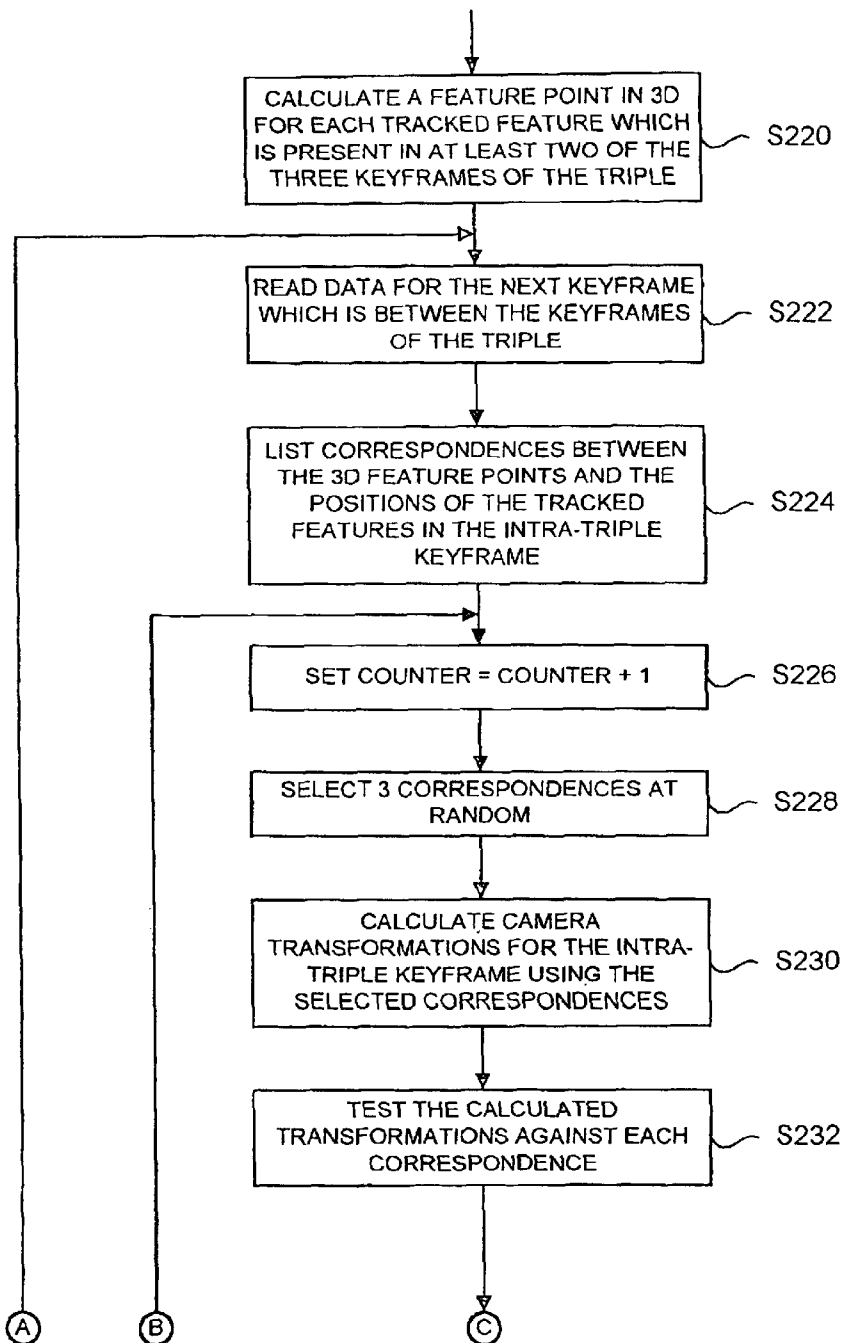 CALCULATE A FEATURE POINT IN 3D
FOR EACH TRACKED FEATURE WHICH
IS PRESENT IN AT LEAST TWO OF THE
THREE KEYFRAMES OF THE TRIPLE
S220
READ DATA FOR THE NEXT KEYFRAME
WHICH IS BETWEEN THE KEYFRAMES
OF THE TRIPLE
S222
LIST CORRESPONDENCES BETWEEN
THE 3D FEATURE POINTS AND THE
POSITIONS OF THE TRACKED
FEATURES IN THE INTRA-TRIPLE
KEYFRAME
S224
SET COUNTER = COUNTER + 1
S226
SELECT 3 CORRESPONDENCES AT
RANDOM
S228
CALCULATE CAMERA
TRANSFORMATIONS FOR THE INTRA-
TRIPLE KEYFRAME USING THE
SELECTED CORRESPONDENCES
S230
TEST THE CALCULATED
TRANSFORMATIONS AGAINST EACH
CORRESPONDENCE
S232
A B C